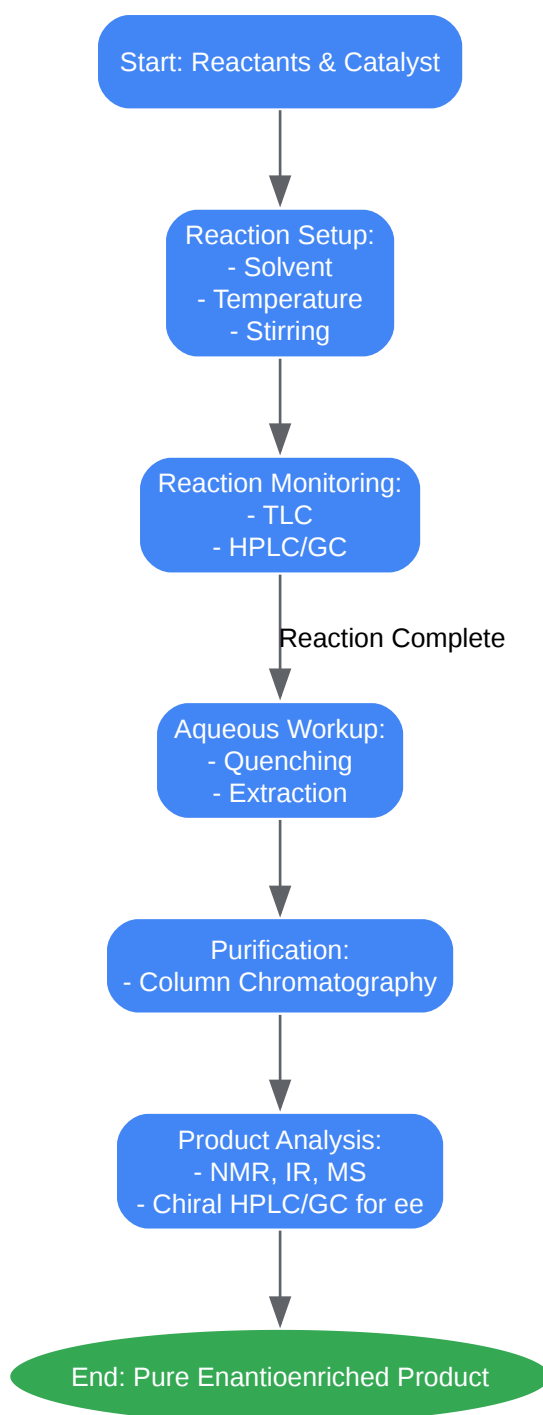 Start: Reactants & Catalyst
Reaction Setup:
- Solvent
- Temperature
- Stirring
Reaction Monitoring:
- TLC
- HPLC/GC
Reaction Complete
Aqueous Workup:
- Quenching
- Extraction
Purification:
- Column Chromatography
Product Analysis:
- NMR, IR, MS
- Chiral HPLC/GC for ee
End: Pure Enantioenriched Product